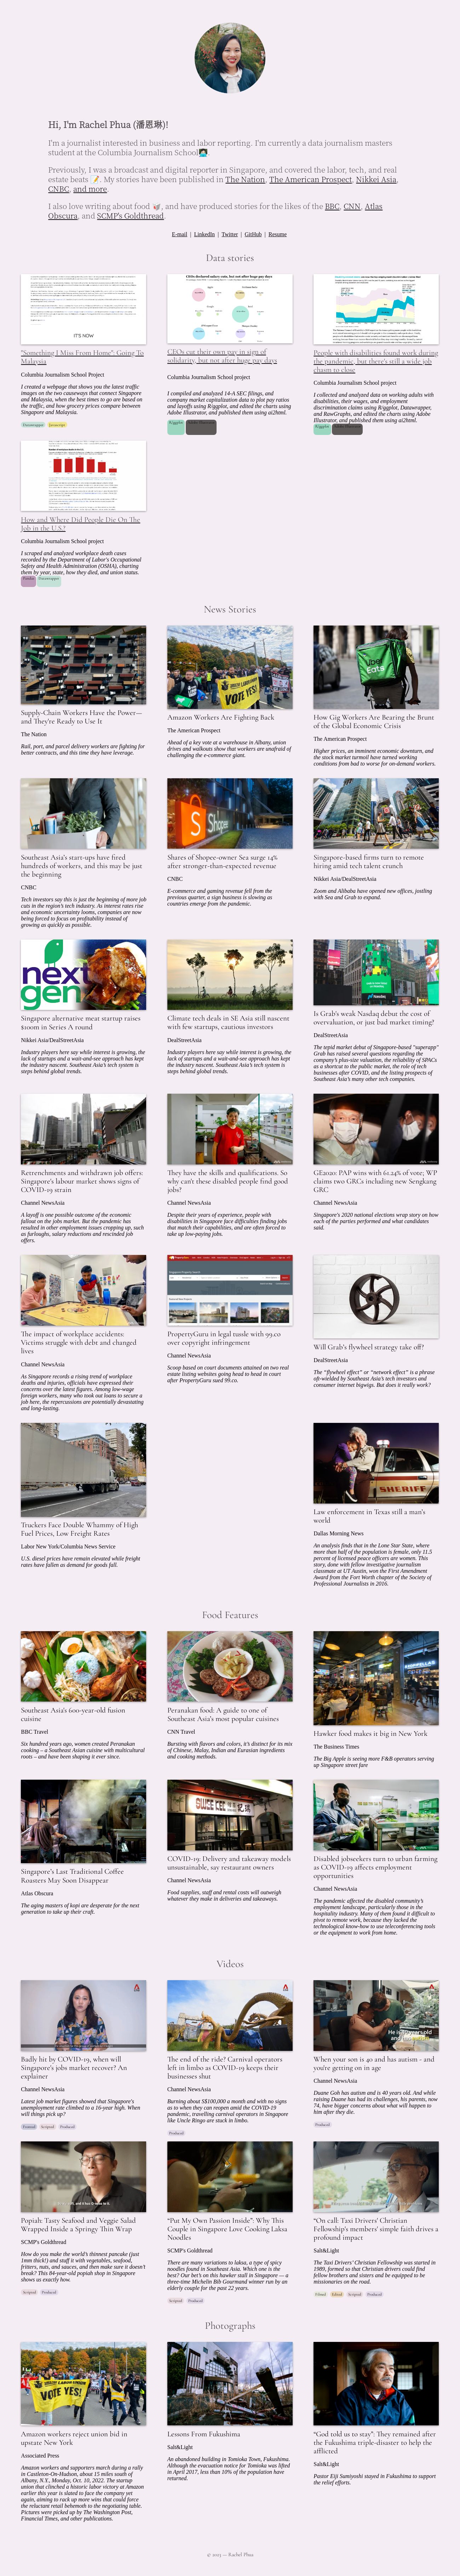 Hi, I'm Rachel Phua (潘恩琳)!
I'm a journalist interested in business and labor reporting. I'm currently a data journalism masters
student at the Columbia Journalism School
Previously, I was a broadcast and digital reporter in Singapore, and covered the labor, tech, and real
estate beats. My stories have been published in The Nation, The American Prospect, Nikkei Asia,
CNBC, and more.
I also love writing about food, and have produced stories for the likes of the BBC, CNN, Atlas
Obscura, and SCMP's Goldthread.
E-mail | LinkedIn | Twitter | GitHub | Resume
Data stories
IT'S NOW
"Something I Miss From Home": Going To
Malaysia
Columbia Journalism School Project
I created a webpage that shows you the latest traffic
images on the two causeways that connect Singapore
and Malaysia, when the best times to go are based on
the traffic, and how grocery prices compare between
Singapore and Malaysia.
Datawrapper Javascript
CEOs cut their own pay in sign of
solidarity, but not after huge pay days
Columbia Journalism School project
I compiled and analyzed 14-A SEC filings, and
company market capitalization data to pay to pay ratios
and layoffs using R/ggplot, and edited the charts using
Adobe Illustrator, and published them using ai2html.
People with disabilities found work during
the pandemic, but there's still a wide job
chasm to close
Columbia Journalism School project
I collected and analyzed data on working adults with
disabilities, their wages, and employment
discrimination claims using R/ggplot, Datawrapper,
and RawGraphs, and polished the charts using Adobe
Illustrator, and published them using ai2html.
How and Where Did People Die On The
Job in the U.S.?
Columbia Journalism School project
I scraped and analyzed workplace death cases
recorded by the Department of Labor's Occupational
Safety and Health Administration (OSHA), charting
them by year, state, how they died, and union status.
Pandas Datawrapper
News Stories
Supply-Chain Workers Have the Power—
and They're Ready to Use It
The Nation
Rail, port, and parcel delivery workers are fighting for
better contracts, and this time they have leverage.
VOTE YES!
Amazon Workers Are Fighting Back
The American Prospect
Ahead of a key vote at a warehouse in Albany, union
drives and walkouts show that workers are unafraid of
challenging the e-commerce giant.
Uber
Eats
How Gig Workers Are Bearing the Brunt
of the Global Economic Crisis
The American Prospect
Higher prices, an imminent economic downturn, and
the stock market turmoil have turned working
conditions from bad to worse for on-demand workers.
Southeast Asia's start-ups have fired
hundreds of workers, and this may be just
the beginning
CNBC
Tech investors say this is just the beginning of more job
cuts in the region's tech industry. As interest rates rise
and economic uncertainty looms, companies are now
being forced to focus on profitability instead of
growing as quickly as possible.
Shopee
Shares of Shopee-owner Sea surge 14%
after stronger-than-expected revenue
CNBC
E-commerce and gaming revenue fell from the
previous quarter, a sign business is slowing as
countries emerge from the pandemic.
Singapore-based firms turn to remote
hiring amid tech talent crunch
Nikkei Asia/DealStreetAsia
Zoom and Alibaba have opened new offices, jostling
with Sea and Grab to expand.
next
gen
Singapore alternative meat startup raises
$100m in Series A round
Nikkei Asia/DealStreetAsia
Industry players here say while interest is growing, the
lack of startups and a wait-and-see approach has kept
the industry nascent. Southeast Asia's tech system is
steps behind global trends.
Climate tech deals in SE Asia still nascent
with few startups, cautious investors
DealStreetAsia
Industry players here say while interest is growing, the
lack of startups and a wait-and-see approach has kept
the industry nascent. Southeast Asia's tech system is
steps behind global trends.
Is Grab's weak Nasdaq debut the cost of
overvaluation, or just bad market timing?
DealStreetAsia
The tepid market debut of Singapore-based "superapp"
Grab has raised several questions regarding the
company's plus-size valuation, the reliability of SPACs
as a shortcut to the public market, the role of tech
businesses after COVID, and the listing prospects of
Southeast Asia's many other tech companies.
Retrenchments and withdrawn job offers:
Singapore's labour market shows signs of
COVID-19 strain
Channel NewsAsia
A layoff is one possible outcome of the economic
fallout on the jobs market. But the pandemic has
resulted in other employment issues cropping up, such
as furloughs, salary reductions and rescinded job
offers.
They have the skills and qualifications. So
why can't these disabled people find good
jobs?
Channel NewsAsia
Despite their years of experience, people with
disabilities in Singapore face difficulties finding jobs
that match their capabilities, and are often forced to
take up low-paying jobs.
GE2020: PAP wins with 61.24% of vote; WP
claims two GRCs including new Sengkang
GRC
Channel NewsAsia
Singapore's 2020 national elections wrap story on how
each of the parties performed and what candidates
said.
The impact of workplace accidents:
Victims struggle with debt and changed
lives
Channel NewsAsia
As Singapore records a rising trend of workplace
deaths and injuries, officials have expressed their
concerns over the latest figures. Among low-wage
foreign workers, many who took out loans to secure a
job here, the repercussions are potentially devastating
and long-lasting.
PropertyGuru in legal tussle with 99.co
over copyright infringement
Channel NewsAsia
Scoop based on court documents attained on two real
estate listing websites going head to head in court
after PropertyGuru sued 99.co.
Will Grab's flywheel strategy take off?
DealStreetAsia
The "flywheel effect" or "network effect" is a phrase
oft-wielded by Southeast Asia's tech investors and
consumer internet bigwigs. But does it really work?
Truckers Face Double Whammy of High
Fuel Prices, Low Freight Rates
Labor New York/Columbia News Service
U.S. diesel prices have remain elevated while freight
rates have fallen as demand for goods fall.
SHERIFF
Law enforcement in Texas still a man's
world
Dallas Morning News
An analysis finds that in the Lone Star State, where
more than half of the population is female, only 11.5
percent of licensed peace officers are women. This
story, done with fellow investigative journalism
classmate at UT Austin, won the First Amendment
Award from the Fort Worth chapter of the Society of
Professional Journalists in 2016.
Food Features
Southeast Asia's 600-year-old fusion
cuisine
BBC Travel
Six hundred years ago, women created Peranakan
cooking – a Southeast Asian cuisine with multicultural
roots – and have been shaping it ever since.
Peranakan food: A guide to one of
Southeast Asia's most popular cuisines
CNN Travel
Bursting with flavors and colors, it's distinct for its mix
of Chinese, Malay, Indian and Eurasian ingredients
and cooking methods.
Hawker food makes it big in New York
The Business Times
The Big Apple is seeing more F&B operators serving
up Singapore street fare
Singapore's Last Traditional Coffee
Roasters May Soon Disappear
Atlas Obscura
The aging masters of kopi are desperate for the next
generation to take up their craft.
COVID-19: Delivery and takeaway models
unsustainable, say restaurant owners
Channel NewsAsia
Food supplies, staff and rental costs will outweigh
whatever they make in deliveries and takeaways.
Disabled jobseekers turn to urban farming
as COVID-19 affects employment
opportunities
Channel NewsAsia
The pandemic affected the disabled community's
employment landscape, particularly those in the
hospitality industry. Many of them found it difficult to
pivot to remote work, because they lacked the
technological know-how to use teleconferencing tools
or the equipment to work from home.
Videos
Badly hit by COVID-19, when will
Singapore's jobs market recover? An
explainer
Channel NewsAsia
Latest job market figures showed that Singapore's
unemployment rate climbed to a 16-year high. When
will things pick up?
Fronted Scripted Produced
The end of the ride? Carnival operators
left in limbo as COVID-19 keeps their
businesses shut
Channel NewsAsia
Burning about S$100,000 a month and with no signs
as to when they can reopen amid the COVID-19
pandemic, travelling carnival operators in Singapore
like Uncle Ringo are stuck in limbo.
Produced
When your son is 40 and has autism - and
you're getting on in age
Channel NewsAsia
Duane Goh has autism and is 40 years old. And while
raising Duane has had its challenges, his parents, now
74, have bigger concerns about what will happen to
him after they die.
Produced
Popiah: Tasty Seafood and Veggie Salad
Wrapped Inside a Springy Thin Wrap
SCMP's Goldthread
How do you make the world's thinnest pancake (just
1mm thick!) and stuff it with vegetables, seafood,
fritters, nuts, and sauces, and then make sure it doesn't
break? This 84-year-old popiah shop in Singapore
shows us exactly how.
Scripted Produced
"Put My Own Passion Inside": Why This
Couple in Singapore Love Cooking Laksa
Noodles
SCMP's Goldthread
There are many variations to laksa, a type of spicy
noodles found in Southeast Asia. Which one is the
best? Our bet's on this hawker stall in Singapore — a
three-time Michelin Bib Gourmand winner run by an
elderly couple for the past 22 years.
Scripted Produced
"On call: Taxi Drivers' Christian
Fellowship's members' simple faith drives a
profound impact
Salt&Light
The Taxi Drivers' Christian Fellowship was started in
1989, formed so that Christian drivers could be find
fellow brothers and sisters and be equipped to be
missionaries on the road.
Filmed Edited Scripted Produced
Photographs
VOTE YES!
Amazon workers reject union bid in
upstate New York
Associated Press
Amazon workers and supporters march during a rally
in Castleton-On-Hudson, about 15 miles south of
Albany, N.Y., Monday, Oct. 10, 2022. The startup
union that clinched a historic labor victory at Amazon
earlier this year is slated to face the company yet
again, aiming to rack up more wins that could force
the reluctant retail behemoth to the negotiating table.
Pictures were picked up by The Washington Post,
Financial Times, and other publications.
Lessons From Fukushima
Salt&Light
An abandoned building in Tomioka Town, Fukushima.
Although the evacuation notice for Tomioka was lifted
in April 2017, less than 10% of the population have
returned.
"God told us to stay": They remained after
the Fukushima triple-disaster to help the
afflicted
Salt&Light
Pastor Eiji Sumiyoshi stayed in Fukushima to support
the relief efforts.
© 2023 — Rachel Phua